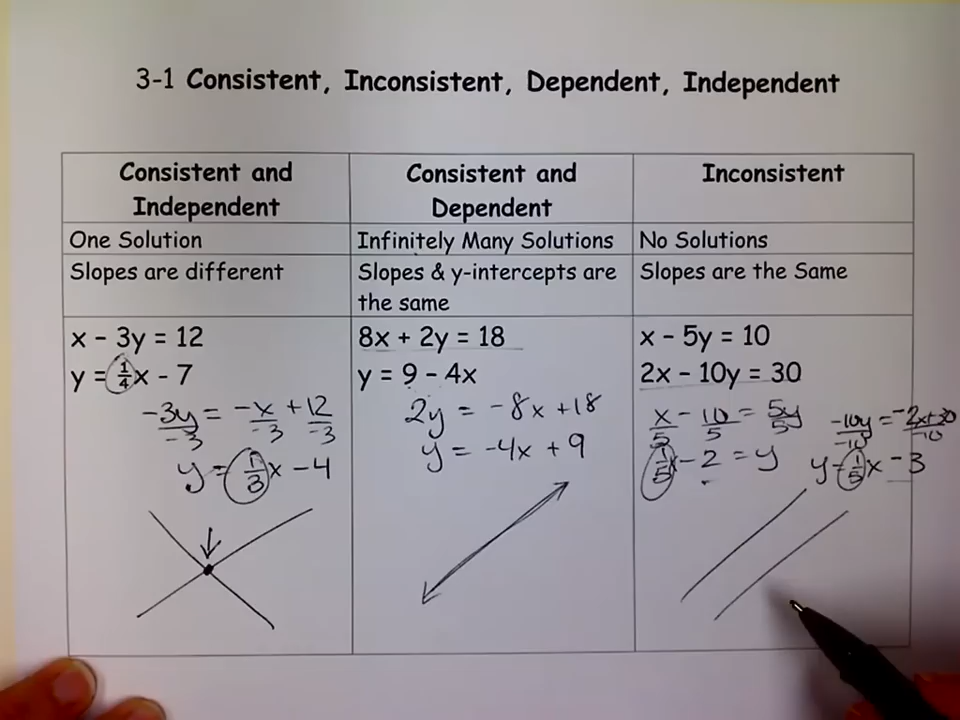 3-1 Consistent, Inconsistent, Dependent, Independent
Consistent and
Independent
One Solution
Slopes are different
x - 3y = 12
y = 1/4x - 7
-3y = -x + 12
-3 -3 -3
y = 1/3x - 4
Consistent and
Dependent
Infinitely Many Solutions
Slopes & y-intercepts are
the same
8x + 2y = 18
y = 9 - 4x
2y = -8x + 18
y = -4x + 9
Inconsistent
No Solutions
Slopes are the Same
x - 5y = 10
2x - 10y = 30
x - 10 = 5y
5 5 5
1/5x - 2 = y
-10y = -2x + 30
-10 -10
y = 1/5x - 3